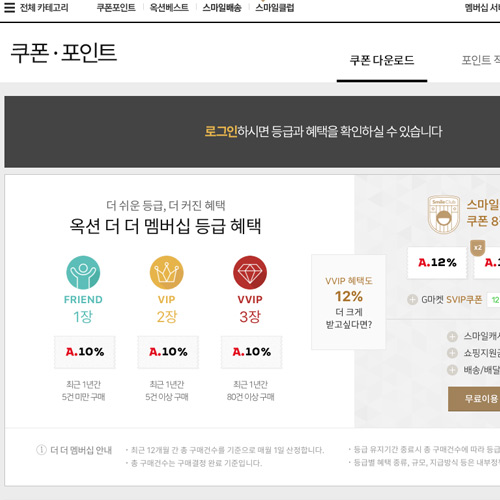 전체 카테고리 쿠폰포인트 옥션베스트 스마일배송 스마일클럽 멤버십
쿠폰·포인트
쿠폰 다운로드 포인트
로그인하시면 등급과 혜택을 확인하실 수 있습니다
더 쉬운 등급, 더 커진 혜택
옥션 더 더 멤버십 등급 혜택
FRIEND
1장
A.10%
최근 1년간
5건 미만 구매
VIP
2장
A.10%
최근 1년간
5건 이상 구매
VVIP
3장
A.10%
최근 1년간
80건 이상 구매
VVIP 혜택도
12%
더 크게
받고싶다면?
Smile Club
스마일
쿠폰 8
x2
A.12% A.1
G마켓 SVIP쿠폰 12
스마일캐시
쇼핑지원금
배송/배달
무료이용
더 더 멤버십 안내
· 최근 12개월 간 총 구매건수를 기준으로 매월 1일 산정합니다.
· 총 구매건수는 구매결정 완료 기준입니다.
· 등급 유지기간 종료시 총 구매건수에 따라 등급
· 등급별 혜택 종류, 규모, 지급방식 등은 내부정